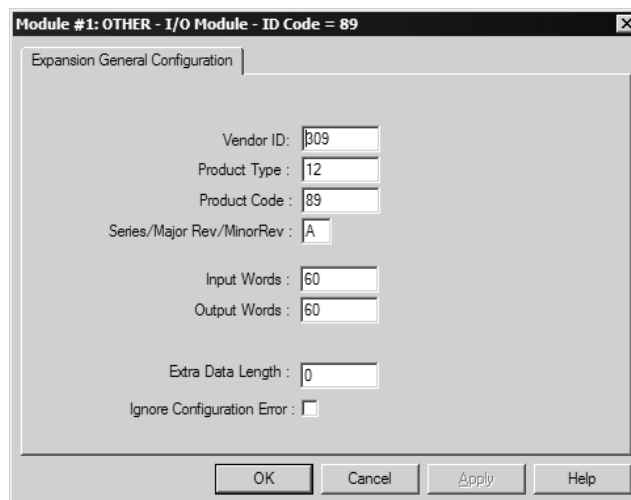 Module #1: OTHER - I/O Module - ID Code = 89
Expansion General Configuration
Vendor ID: 309
Product Type : 12
Product Code : 89
Series/Major Rev/MinorRev : A
Input Words : 60
Output Words : 60
Extra Data Length : 0
Ignore Configuration Error :
OK Cancel Apply Help